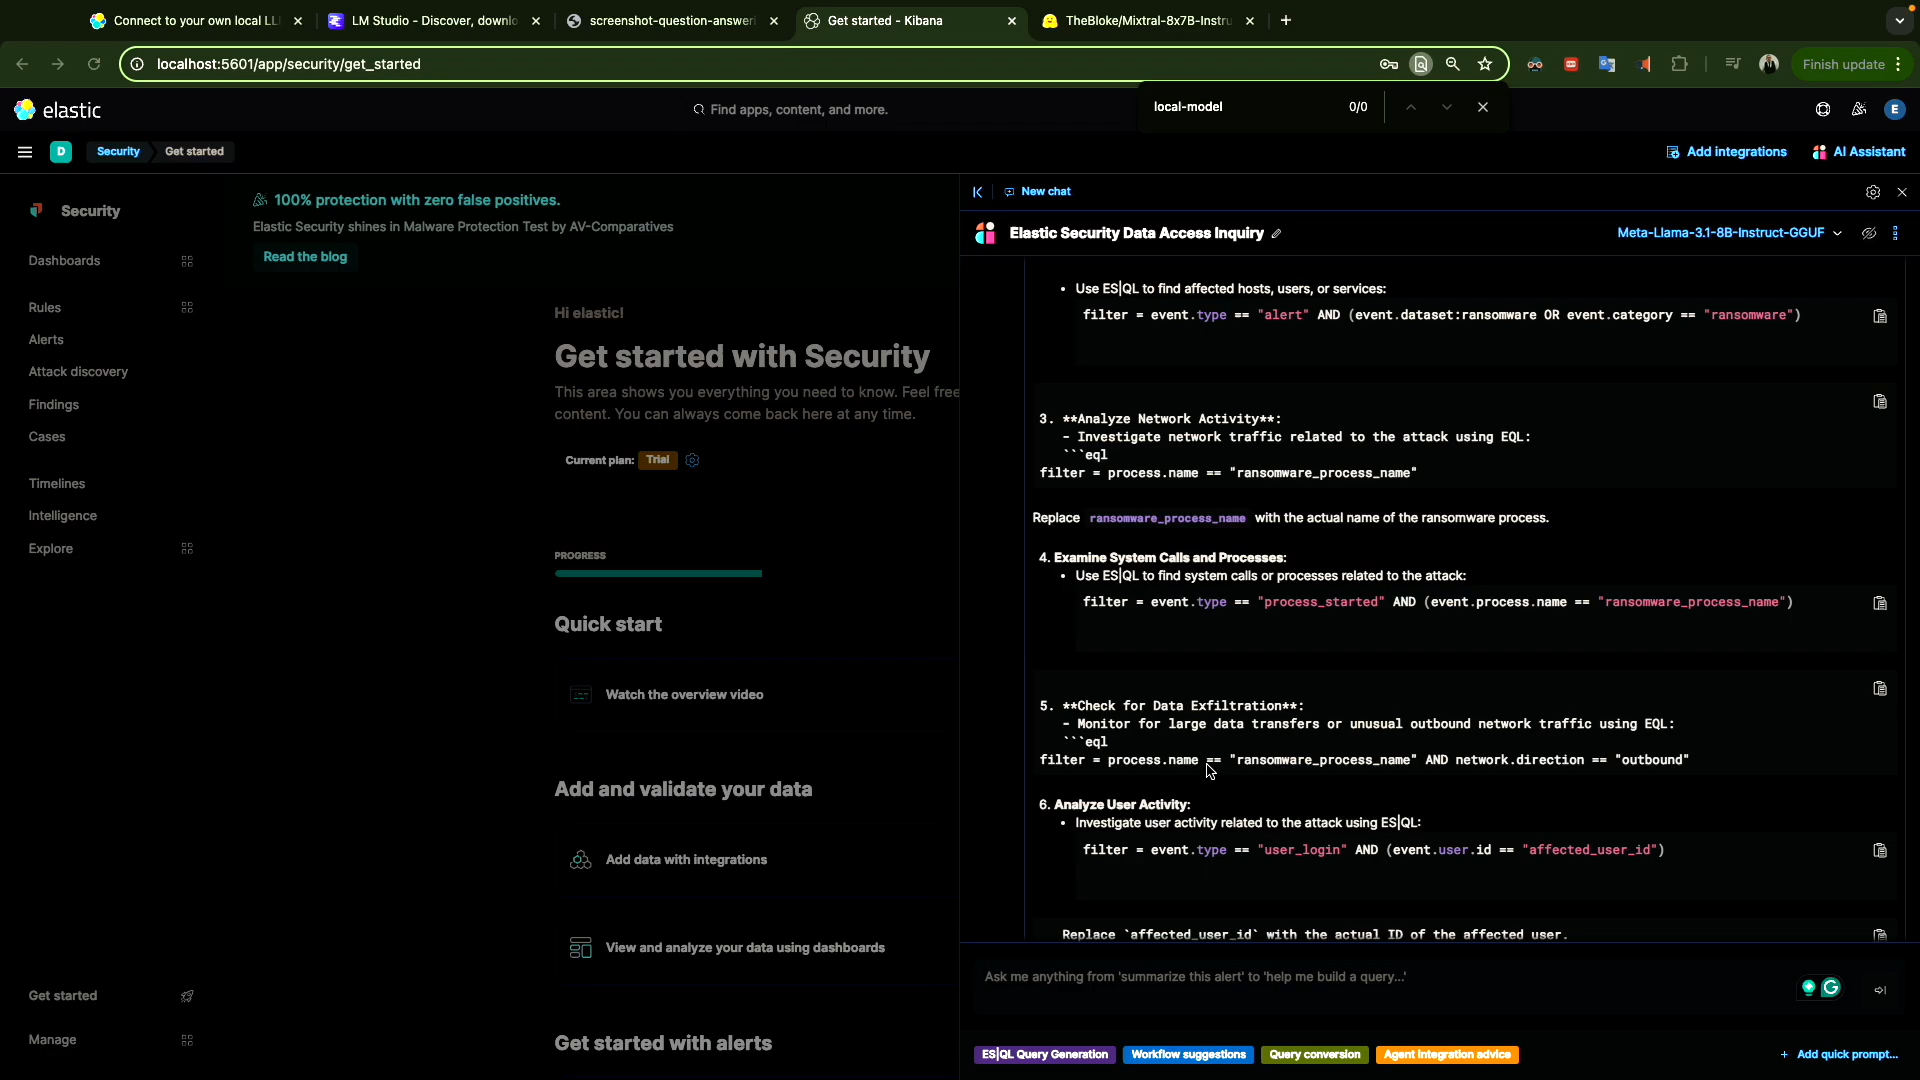 Connect to your own local LL
LM Studio - Discover, downlo
screenshot-question-answeri
Get started - Kibana
TheBloke/Mixtral-8x7B-Instru
localhost:5601/app/security/get_started
Finish update
elastic
Find apps, content, and more.
local-model
0/0
E
D
Security
Get started
Add integrations
AI Assistant
Security
Dashboards
Rules
Alerts
Attack discovery
Findings
Cases
Timelines
Intelligence
Explore
Get started
Manage
100% protection with zero false positives.
Elastic Security shines in Malware Protection Test by AV-Comparatives
Read the blog
Hi elastic!
Get started with Security
This area shows you everything you need to know. Feel free
content. You can always come back here at any time.
Current plan: Trial
PROGRESS
Quick start
Watch the overview video
Add and validate your data
Add data with integrations
View and analyze your data using dashboards
Get started with alerts
New chat
Elastic Security Data Access Inquiry
Meta-Llama-3.1-8B-Instruct-GGUF
• Use ES|QL to find affected hosts, users, or services:
filter = event.type == "alert" AND (event.dataset:ransomware OR event.category == "ransomware")
3. **Analyze Network Activity**:
- Investigate network traffic related to the attack using EQL:
```eql
filter = process.name == "ransomware_process_name"
Replace ransomware_process_name with the actual name of the ransomware process.
4. Examine System Calls and Processes:
• Use ES|QL to find system calls or processes related to the attack:
filter = event.type == "process_started" AND (event.process.name == "ransomware_process_name")
5. **Check for Data Exfiltration**:
- Monitor for large data transfers or unusual outbound network traffic using EQL:
```eql
filter = process.name == "ransomware_process_name" AND network.direction == "outbound"
6. Analyze User Activity:
• Investigate user activity related to the attack using ES|QL:
filter = event.type == "user_login" AND (event.user.id == "affected_user_id")
Replace `affected_user_id` with the actual ID of the affected user.
Ask me anything from 'summarize this alert' to 'help me build a query...'
ES|QL Query Generation
Workflow suggestions
Query conversion
Agent integration advice
+ Add quick prompt...